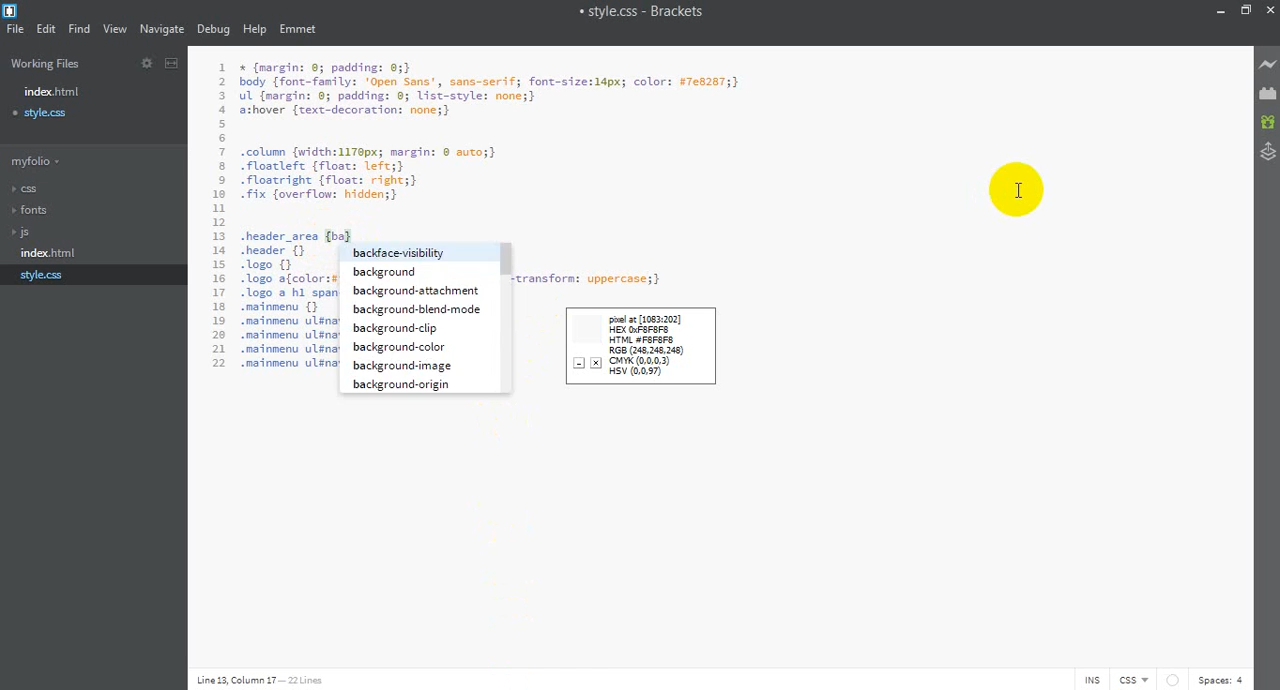 • style.css - Brackets
File Edit Find View Navigate Debug Help Emmet
Working Files
index.html
• style.css
myfolio
css
fonts
js
index.html
style.css
1 * {margin: 0; padding: 0;}
2 body {font-family: 'Open Sans', sans-serif; font-size:14px; color: #7e8287;}
3 ul {margin: 0; padding: 0; list-style: none;}
4 a:hover {text-decoration: none;}
5
6
7 .column {width:1170px; margin: 0 auto;}
8 .floatleft {float: left;}
9 .floatright {float: right;}
10 .fix {overflow: hidden;}
11
12
13 .header_area {ba}
14 .header {}
15 .logo {}
16 .logo a{color:# -transform: uppercase;}
17 .logo a h1 span
18 .mainmenu {}
19 .mainmenu ul#na
20 .mainmenu ul#na
21 .mainmenu ul#na
22 .mainmenu ul#na
backface-visibility
background
background-attachment
background-blend-mode
background-clip
background-color
background-image
background-origin
pixel at [1083:202]
HEX 0xF8F8F8
HTML #F8F8F8
RGB (248,248,248)
CMYK (0,0,0,3)
HSV (0,0,97)
Line 13, Column 17 — 22 Lines
INS CSS Spaces: 4